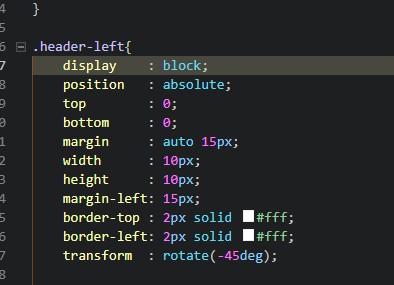 4 }
5
6 .header-left{
7 display : block;
8 position : absolute;
9 top : 0;
0 bottom : 0;
1 margin : auto 15px;
2 width : 10px;
3 height : 10px;
4 margin-left: 15px;
5 border-top : 2px solid #fff;
6 border-left: 2px solid #fff;
7 transform : rotate(-45deg);
8